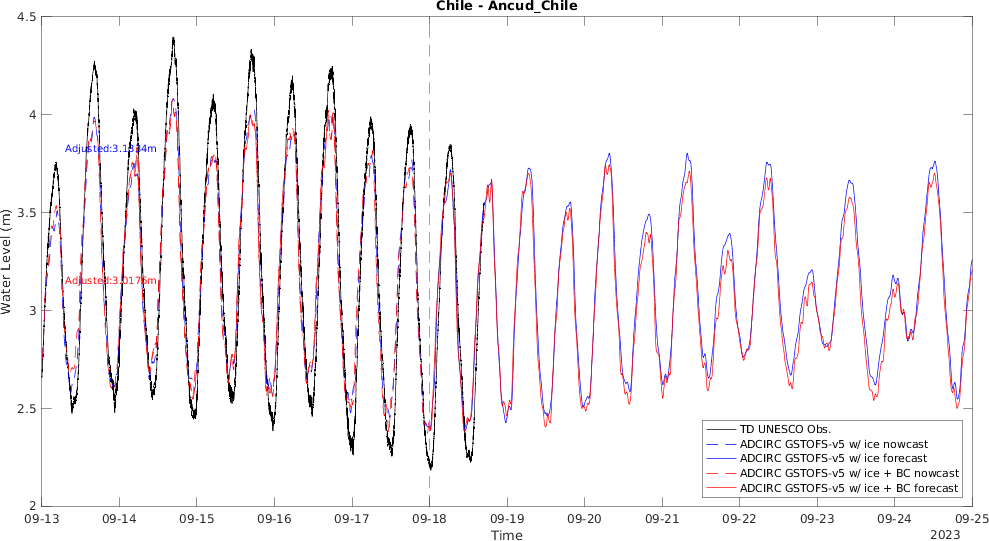 Chile - Ancud_Chile
4.5
4
3.5
3
2.5
2
Water Level (m)
Adjusted:3.1434m
Adjusted:3.0176m
TD UNESCO Obs.
ADCIRC GSTOFS-v5 w/ ice nowcast
ADCIRC GSTOFS-v5 w/ ice forecast
ADCIRC GSTOFS-v5 w/ ice + BC nowcast
ADCIRC GSTOFS-v5 w/ ice + BC forecast
09-13 09-14 09-15 09-16 09-17 09-18 09-19 09-20 09-21 09-22 09-23 09-24 09-25
Time
2023